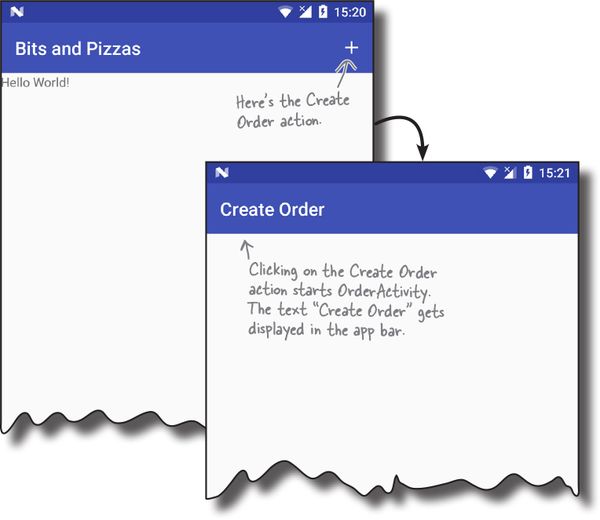 15:20
Bits and Pizzas
+
Hello World!
Here's the Create
Order action.
15:21
Create Order
Clicking on the Create Order
action starts OrderActivity.
The text “Create Order” gets
displayed in the app bar.